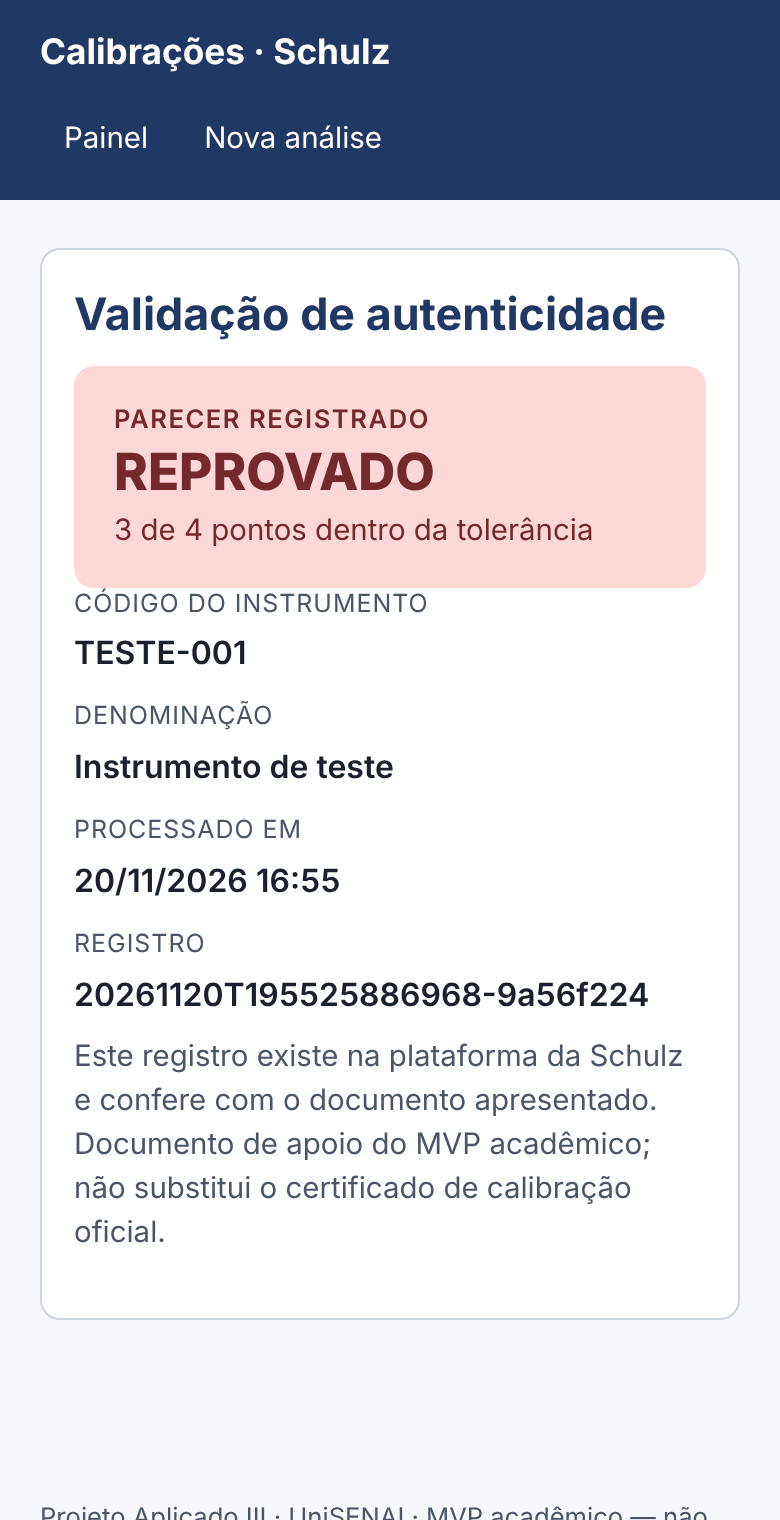 Calibrações · Schulz
Painel Nova análise
Validação de autenticidade
PARECER REGISTRADO
REPROVADO
3 de 4 pontos dentro da tolerância
CÓDIGO DO INSTRUMENTO
TESTE-001
DENOMINAÇÃO
Instrumento de teste
PROCESSADO EM
20/11/2026 16:55
REGISTRO
20261120T195525886968-9a56f224
Este registro existe na plataforma da Schulz
e confere com o documento apresentado.
Documento de apoio do MVP acadêmico;
não substitui o certificado de calibração
oficial.
Projeto Aplicado III · UniSENAI · MVP acadêmico — não